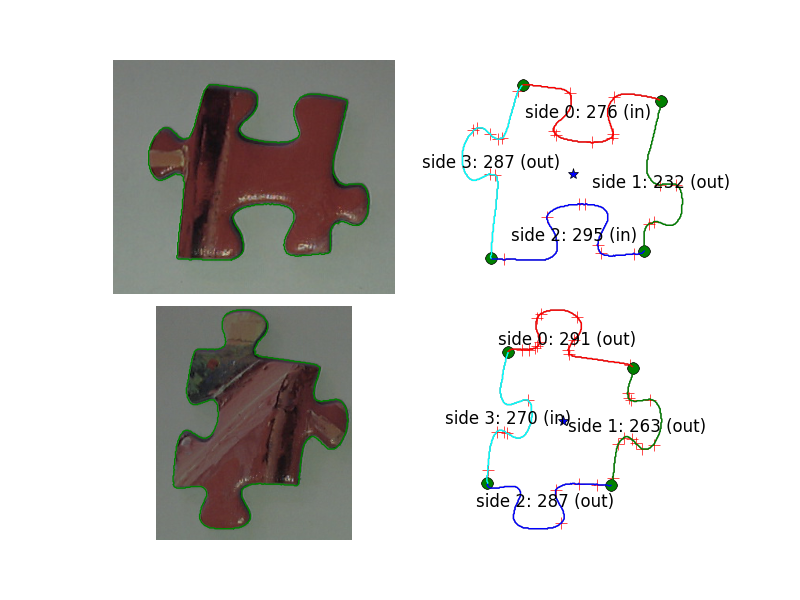 side 0: 276 (in)
side 3: 287 (out)
side 1: 232 (out)
side 2: 295 (in)
side 0: 291 (out)
side 3: 270 (in)
side 1: 263 (out)
side 2: 287 (out)